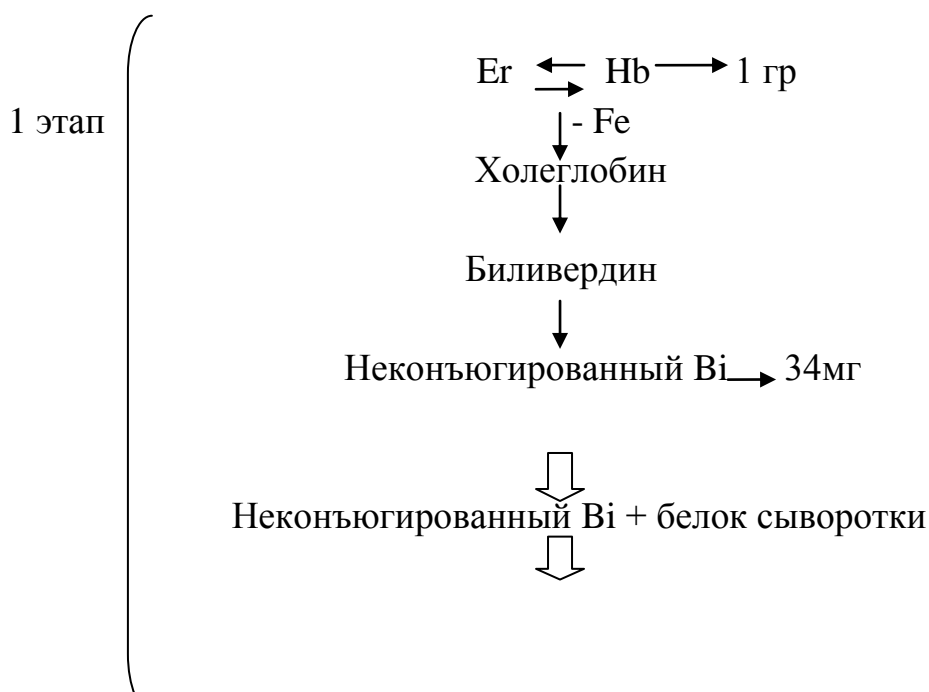 Er Hb 1 гр
1 этап
- Fe
Холеглобин
Биливердин
Неконъюгированный Bi 34мг
Неконъюгированный Bi + белок сыворотки